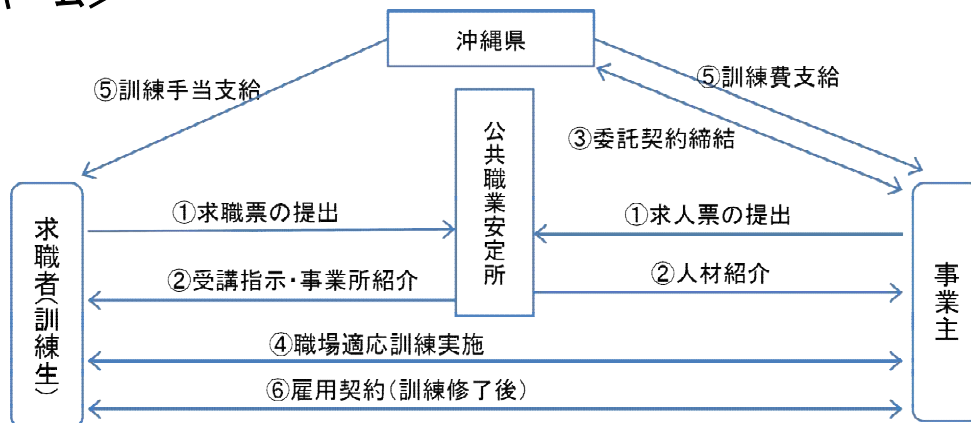 キーム>
沖縄県
⑤訓練手当支給
⑤訓練費支給
③委託契約締結
公共職業安定所
求職者(訓練生)
事業主
①求職票の提出
①求人票の提出
②受講指示・事業所紹介
②人材紹介
④職場適応訓練実施
⑥雇用契約(訓練修了後)